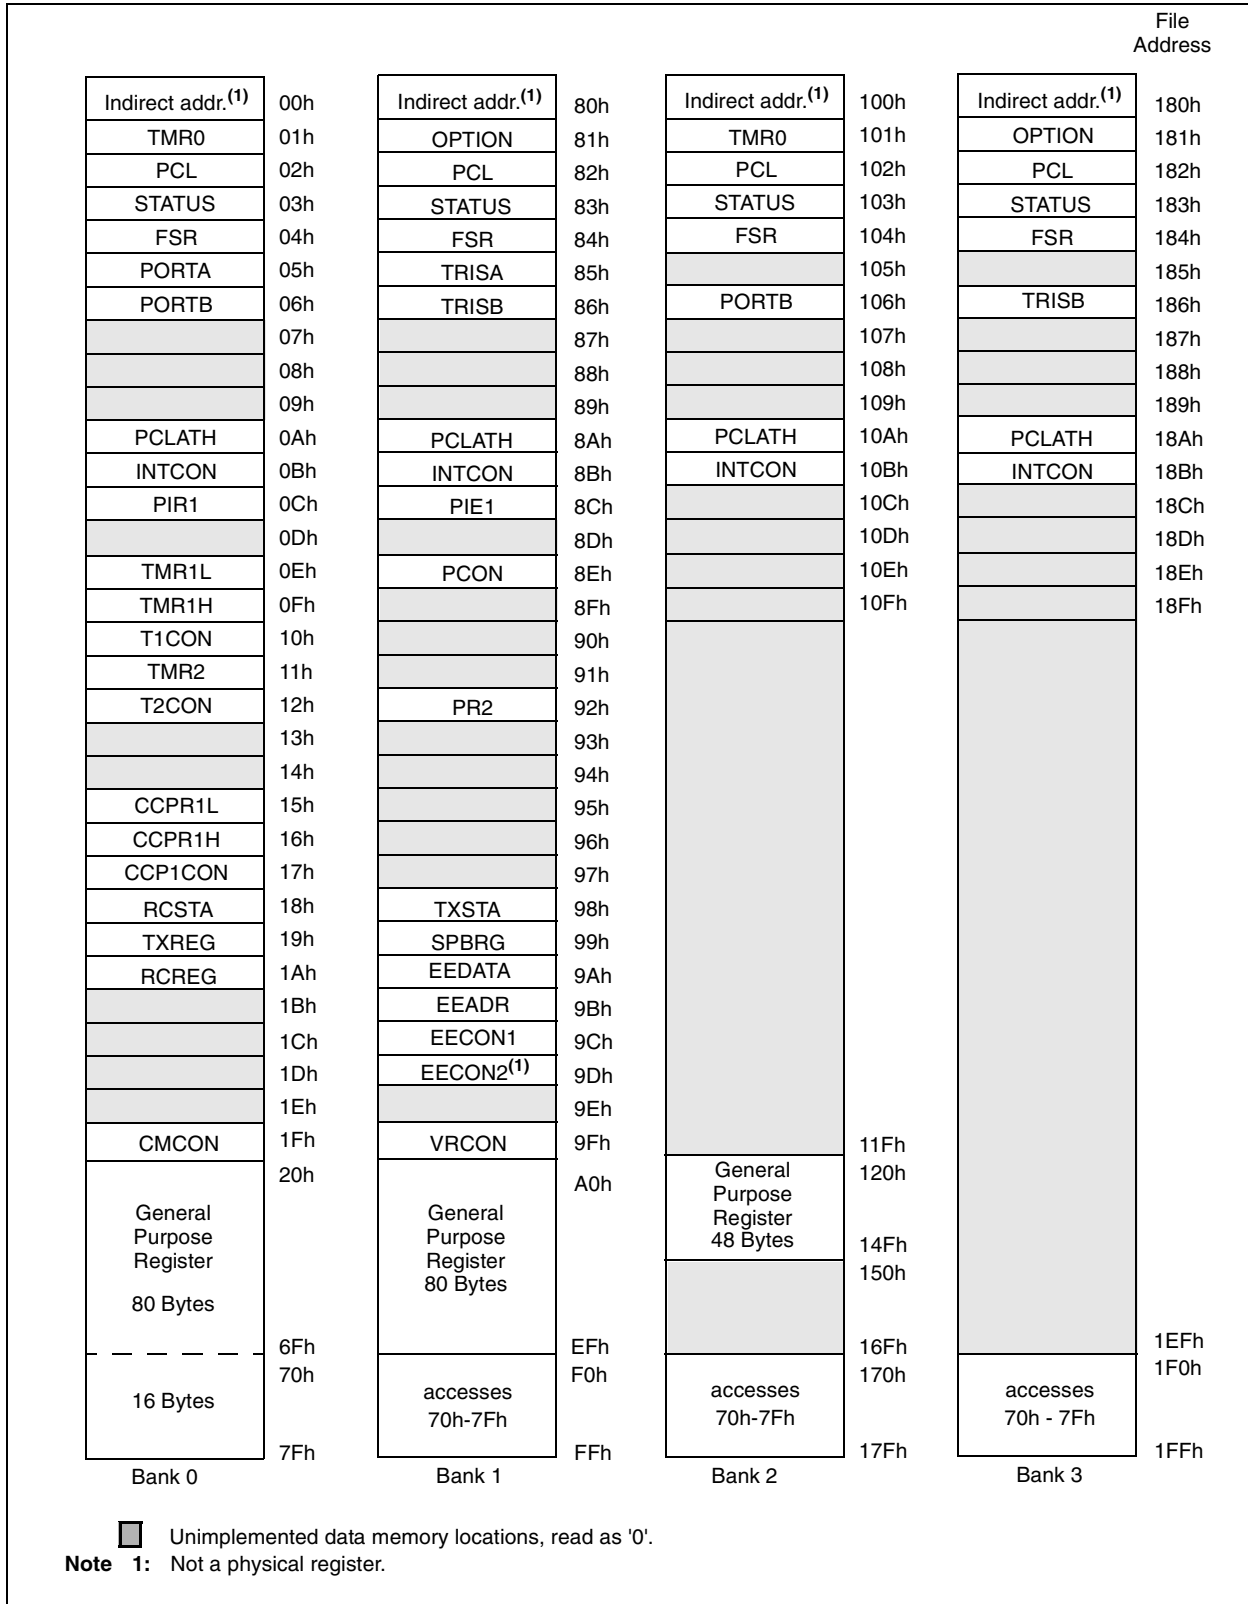 File
Address
Indirect addr.(1) 00h Indirect addr.(1) 80h Indirect addr.(1) 100h Indirect addr.(1) 180h
TMR0 01h OPTION 81h TMR0 101h OPTION 181h
PCL 02h PCL 82h PCL 102h PCL 182h
STATUS 03h STATUS 83h STATUS 103h STATUS 183h
FSR 04h FSR 84h FSR 104h FSR 184h
PORTA 05h TRISA 85h 105h 185h
PORTB 06h TRISB 86h PORTB 106h TRISB 186h
07h 87h 107h 187h
08h 88h 108h 188h
09h 89h 109h 189h
PCLATH 0Ah PCLATH 8Ah PCLATH 10Ah PCLATH 18Ah
INTCON 0Bh INTCON 8Bh INTCON 10Bh INTCON 18Bh
PIR1 0Ch PIE1 8Ch 10Ch 18Ch
0Dh 8Dh 10Dh 18Dh
TMR1L 0Eh PCON 8Eh 10Eh 18Eh
TMR1H 0Fh 8Fh 10Fh 18Fh
T1CON 10h 90h
TMR2 11h 91h
T2CON 12h PR2 92h
13h 93h
14h 94h
CCPR1L 15h 95h
CCPR1H 16h 96h
CCP1CON 17h 97h
RCSTA 18h TXSTA 98h
TXREG 19h SPBRG 99h
RCREG 1Ah EEDATA 9Ah
1Bh EEADR 9Bh
1Ch EECON1 9Ch
1Dh EECON2(1) 9Dh
1Eh 9Eh
CMCON 1Fh VRCON 9Fh 11Fh
20h A0h General 120h
General General Purpose
Purpose Purpose Register
Register Register 48 Bytes 14Fh
80 Bytes 80 Bytes 150h
6Fh EFh 16Fh 1EFh
70h F0h 170h 1F0h
16 Bytes accesses accesses accesses
70h-7Fh 70h-7Fh 70h - 7Fh
7Fh FFh 17Fh 1FFh
Bank 0 Bank 1 Bank 2 Bank 3
Unimplemented data memory locations, read as '0'.
Note 1: Not a physical register.